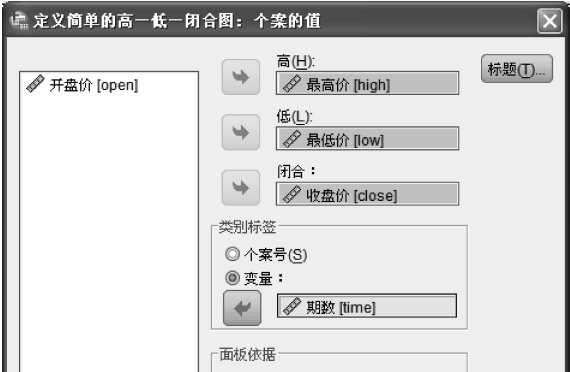 定义简单的高-低-闭合图：个案的值
开盘价 [open]
高(H):
最高价 [high]
标题(T)...
低(L):
最低价 [low]
闭合：
收盘价 [close]
类别标签
个案号(S)
变量：
期数 [time]
面板依据